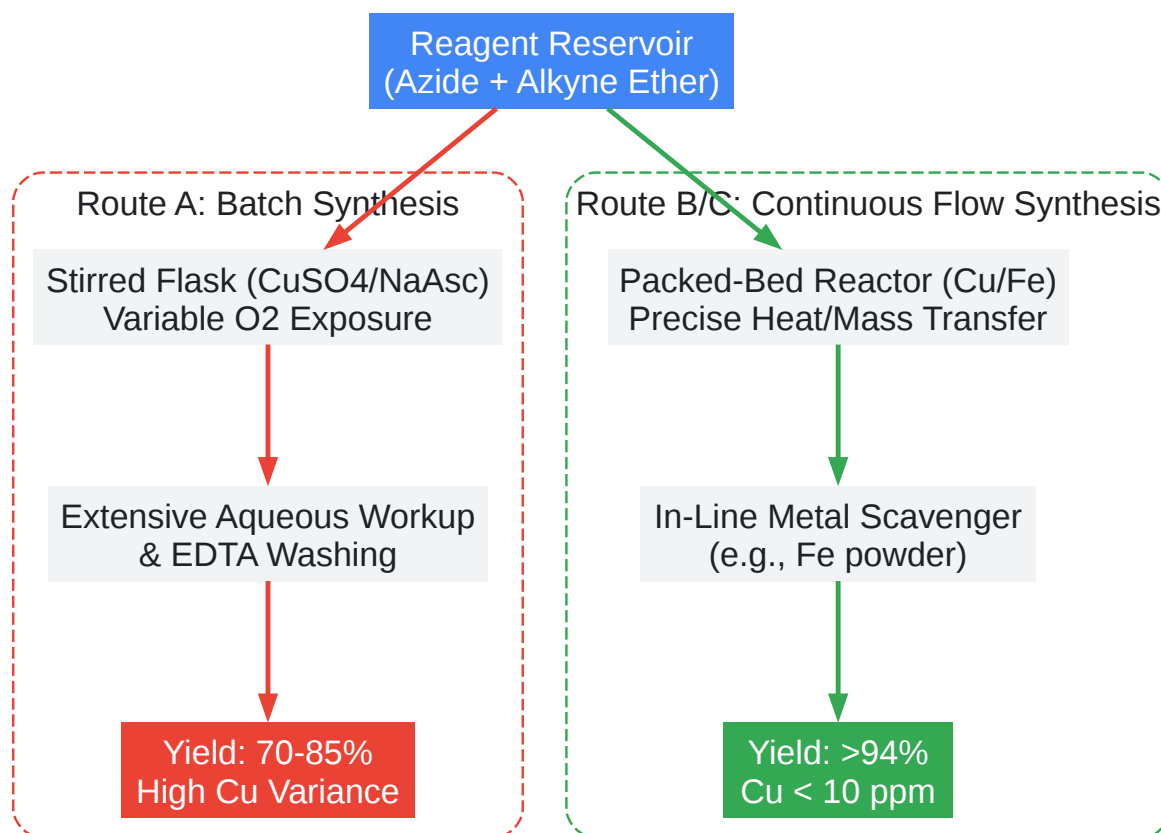 Reagent Reservoir
(Azide + Alkyne Ether)
Route A: Batch Synthesis
Stirred Flask (CuSO4/NaAsc)
Variable O2 Exposure
Extensive Aqueous Workup
& EDTA Washing
Yield: 70-85%
High Cu Variance
Route B/C: Continuous Flow Synthesis
Packed-Bed Reactor (Cu/Fe)
Precise Heat/Mass Transfer
In-Line Metal Scavenger
(e.g., Fe powder)
Yield: >94%
Cu < 10 ppm